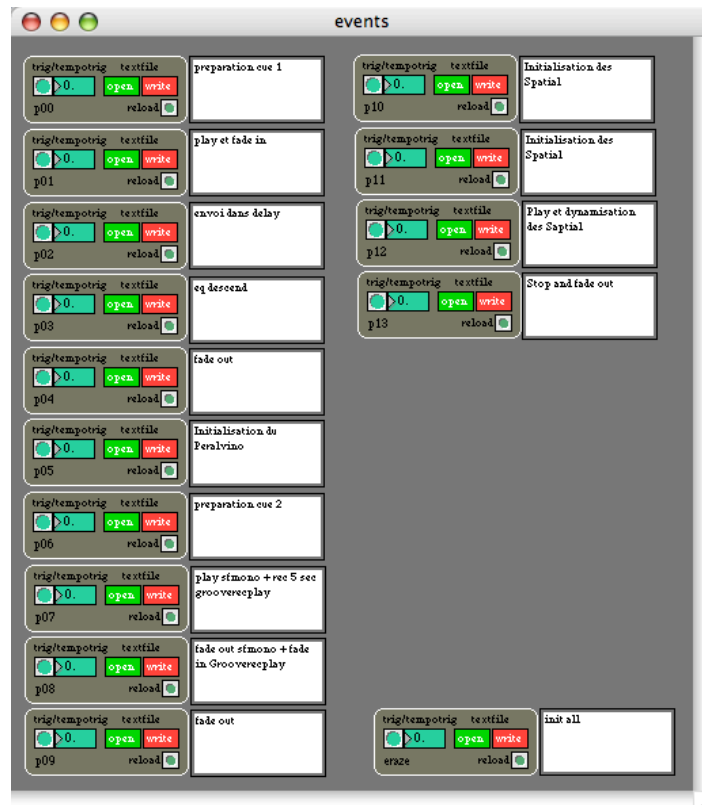 events
trig/tempotrig textfile
0. open write
p00 reload
preparation cue 1
trig/tempotrig textfile
0. open write
p01 reload
play et fade in
trig/tempotrig textfile
0. open write
p02 reload
envoi dans delay
trig/tempotrig textfile
0. open write
p03 reload
eq descend
trig/tempotrig textfile
0. open write
p04 reload
fade out
trig/tempotrig textfile
0. open write
p05 reload
Initialisation du
Peralvino
trig/tempotrig textfile
0. open write
p06 reload
preparation cue 2
trig/tempotrig textfile
0. open write
p07 reload
play sfmono + rec 5 sec
grooverecplay
trig/tempotrig textfile
0. open write
p08 reload
fade out sfmono + fade
in Grooverecplay
trig/tempotrig textfile
0. open write
p09 reload
fade out
trig/tempotrig textfile
0. open write
p10 reload
Initialisation des
Spatial
trig/tempotrig textfile
0. open write
p11 reload
Initialisation des
Spatial
trig/tempotrig textfile
0. open write
p12 reload
Play et dynamisation
des Saptial
trig/tempotrig textfile
0. open write
p13 reload
Stop and fade out
trig/tempotrig textfile
0. open write
eraze reload
init all